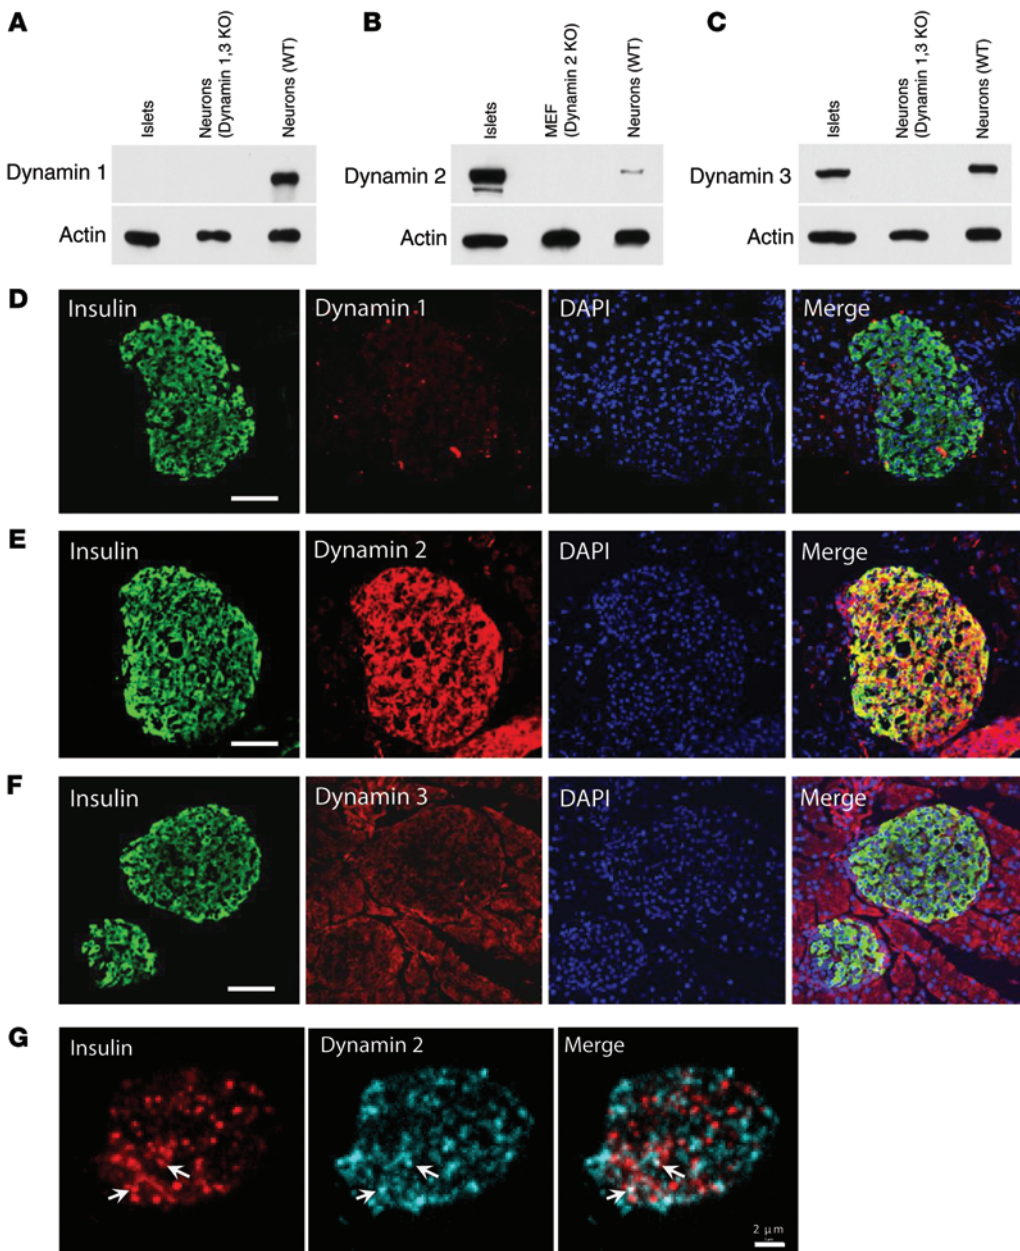 A
Islets
Neurons
(Dynamin 1,3 KO)
Neurons (WT)
Dynamin 1
Actin
B
Islets
MEF
(Dynamin 2 KO)
Neurons (WT)
Dynamin 2
Actin
C
Islets
Neurons
(Dynamin 1,3 KO)
Neurons (WT)
Dynamin 3
Actin
D
Insulin
Dynamin 1
DAPI
Merge
E
Insulin
Dynamin 2
DAPI
Merge
F
Insulin
Dynamin 3
DAPI
Merge
G
Insulin
Dynamin 2
Merge
2 μm